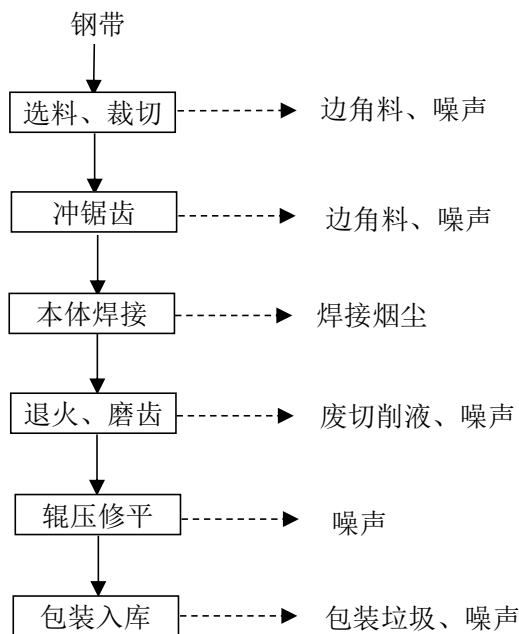 钢带
选料、裁切
边角料、噪声
冲锯齿
边角料、噪声
本体焊接
焊接烟尘
退火、磨齿
废切削液、噪声
辊压修平
噪声
包装入库
包装垃圾、噪声